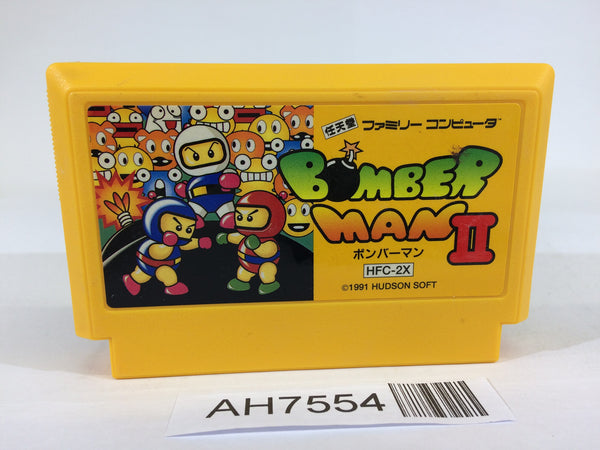 任天堂 ファミリー コンピュータ
BOMBER
MAN II
ボンバーマン
HFC-2X
©1991 HUDSON SOFT
AH7554